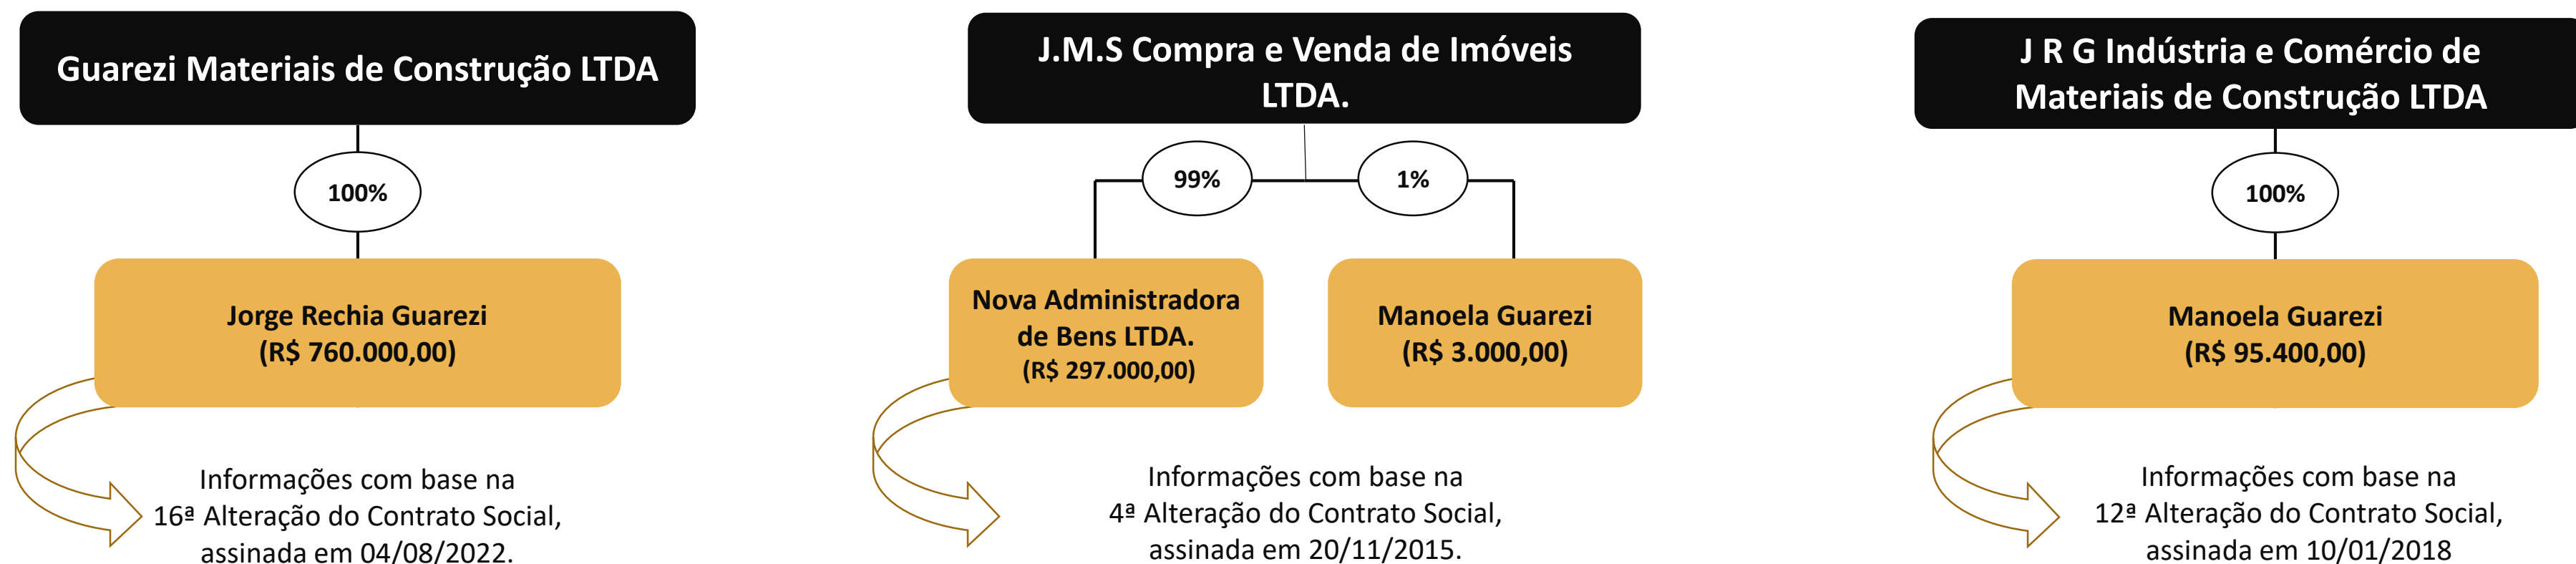 Guarezi Materiais de Construção LTDA
100%
Jorge Rechia Guarezi
(R$ 760.000,00)
Informações com base na
16ª Alteração do Contrato Social,
assinada em 04/08/2022.
J.M.S Compra e Venda de Imóveis
LTDA.
99%
1%
Nova Administradora
de Bens LTDA.
(R$ 297.000,00)
Manoela Guarezi
(R$ 3.000,00)
Informações com base na
4ª Alteração do Contrato Social,
assinada em 20/11/2015.
J R G Indústria e Comércio de
Materiais de Construção LTDA
100%
Manoela Guarezi
(R$ 95.400,00)
Informações com base na
12ª Alteração do Contrato Social,
assinada em 10/01/2018